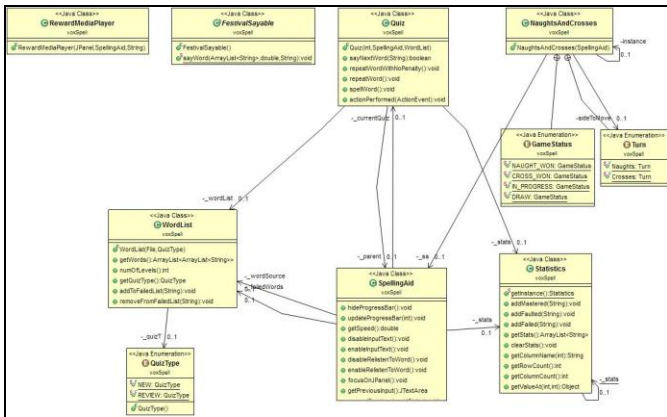 <<Java Class>>
RewardMediaPlayer
voxSpell
RewardMediaPlayer(JPanel,SpellingAid,String)
<<Java Class>>
FestivalSayable
voxSpell
FestivalSayable()
sayWord(ArrayList<String>,double,String):void
<<Java Class>>
Quiz
voxSpell
Quiz(int,SpellingAid,WordList)
sayNextWord(String):boolean
repeatWordWithNoPenalty():void
repeatWord():void
spellWord():void
actionPerformed(ActionEvent):void
<<Java Class>>
NaughtsAndCrosses
voxSpell
NaughtsAndCrosses(SpellingAid)
-instance
0..1
-_currentQuiz
0..1
-sideToMove
0..1
<<Java Enumeration>>
GameStatus
voxSpell
NAUGHT_WON: GameStatus
CROSS_WON: GameStatus
IN_PROGRESS: GameStatus
DRAW: GameStatus
<<Java Enumeration>>
Turn
voxSpell
Naughts: Turn
Crosses: Turn
-_wordList
0..1
<<Java Class>>
WordList
voxSpell
WordList(File,QuizType)
getWords():ArrayList<ArrayList<String>>
numOfLevels():int
getQuizType():QuizType
addToFailedList(String):void
removeFromFailedList(String):void
-_parent
0..1
-_sa
0..1
-_stats
0..1
-_wordSource
0..1
-_failedWords
0..1
<<Java Class>>
SpellingAid
voxSpell
hideProgressBar():void
updateProgressBar(int):void
getSpeed():double
disableInputText():void
enableInputText():void
disableRelistenToWord():void
enableRelistenToWord():void
focusOnJPanel():void
getPreviousInput():JTextArea
-_stats
0..1
<<Java Class>>
Statistics
voxSpell
getInstance():Statistics
addMastered(String):void
addFaulted(String):void
addFailed(String):void
getStats():ArrayList<String>
clearStats():void
getColumnName(int):String
getRowCount():int
getColumnCount():int
getValueAt(int,int):Object
-_stats
0..1
-_quizT
0..1
<<Java Enumeration>>
QuizType
voxSpell
NEW: QuizType
REVIEW: QuizType
QuizType()